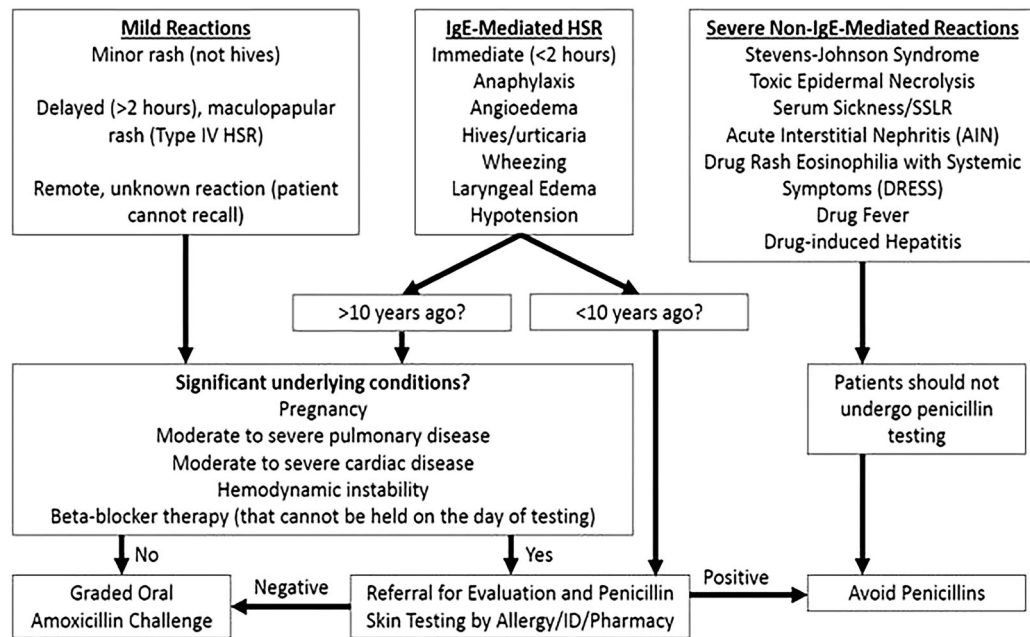 Mild Reactions
Minor rash (not hives)
Delayed (>2 hours), maculopapular
rash (Type IV HSR)
Remote, unknown reaction (patient
cannot recall)
IgE-Mediated HSR
Immediate (<2 hours)
Anaphylaxis
Angioedema
Hives/urticaria
Wheezing
Laryngeal Edema
Hypotension
Severe Non-IgE-Mediated Reactions
Stevens-Johnson Syndrome
Toxic Epidermal Necrolysis
Serum Sickness/SSLR
Acute Interstitial Nephritis (AIN)
Drug Rash Eosinophilia with Systemic
Symptoms (DRESS)
Drug Fever
Drug-induced Hepatitis
>10 years ago?
<10 years ago?
Significant underlying conditions?
Pregnancy
Moderate to severe pulmonary disease
Moderate to severe cardiac disease
Hemodynamic instability
Beta-blocker therapy (that cannot be held on the day of testing)
Patients should not
undergo penicillin
testing
No
Yes
Graded Oral
Amoxicillin Challenge
Negative
Referral for Evaluation and Penicillin
Skin Testing by Allergy/ID/Pharmacy
Positive
Avoid Penicillins